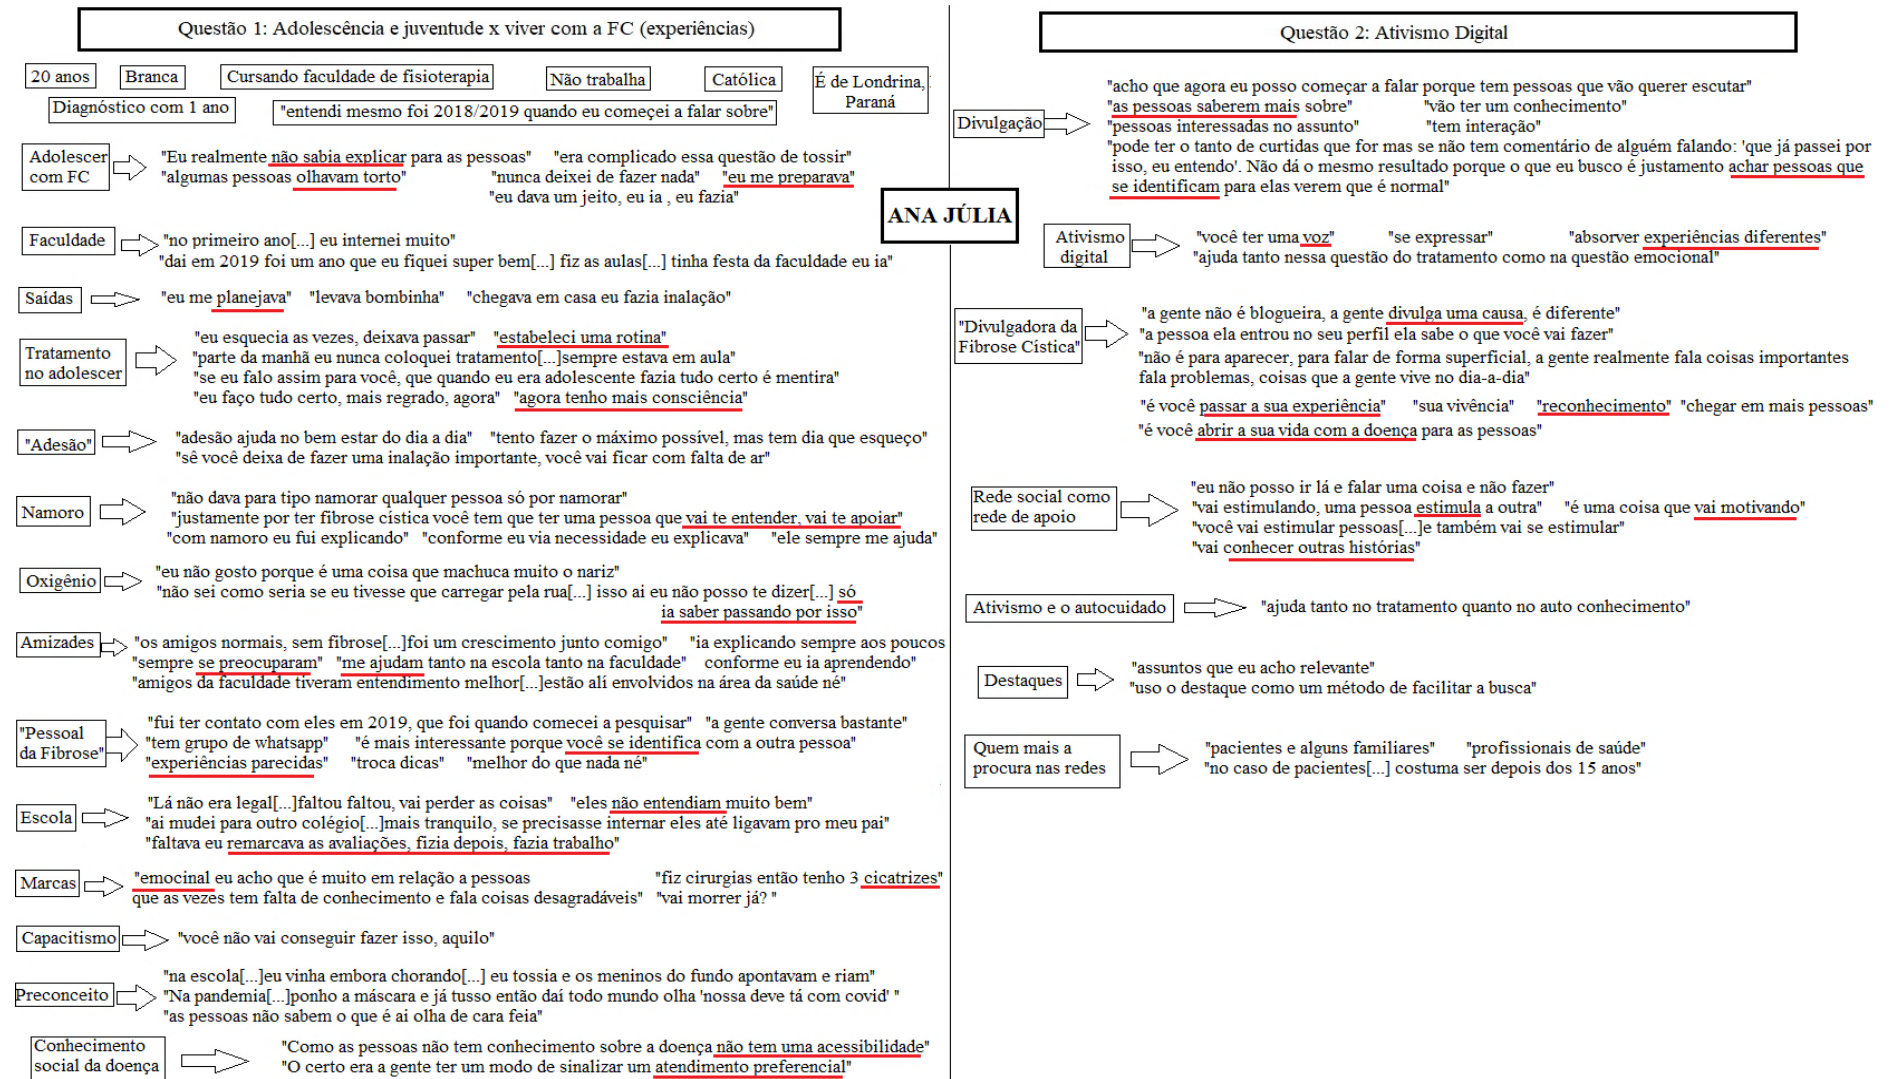 Questão 1: Adolescência e juventude x viver com a FC (experiências)
20 anos
Branca
Cursando faculdade de fisioterapia
Não trabalha
Católica
É de Londrina,
Paraná
Diagnóstico com 1 ano
"entendi mesmo foi 2018/2019 quando eu começei a falar sobre"
Adolescer
com FC
"Eu realmente não sabia explicar para as pessoas" "era complicado essa questão de tossir"
"algumas pessoas olhavam torto" "nunca deixei de fazer nada" "eu me preparava"
"eu dava um jeito, eu ia , eu fazia"
Faculdade
"no primeiro ano[...] eu internei muito"
"dai em 2019 foi um ano que eu fiquei super bem[...] fiz as aulas[...] tinha festa da faculdade eu ia"
Saídas
"eu me planejava" "levava bombinha" "chegava em casa eu fazia inalação"
Tratamento
no adolescer
"eu esquecia as vezes, deixava passar" "estabeleci uma rotina"
"parte da manhã eu nunca coloquei tratamento[...]sempre estava em aula"
"se eu falo assim para você, que quando eu era adolescente fazia tudo certo é mentira"
"eu faço tudo certo, mais regrado, agora" "agora tenho mais consciência"
"Adesão"
"adesão ajuda no bem estar do dia a dia" "tento fazer o máximo possível, mas tem dia que esqueço"
"sê você deixa de fazer uma inalação importante, você vai ficar com falta de ar"
Namoro
"não dava para tipo namorar qualquer pessoa só por namorar"
"justamente por ter fibrose cística você tem que ter uma pessoa que vai te entender, vai te apoiar"
"com namoro eu fui explicando" "conforme eu via necessidade eu explicava" "ele sempre me ajuda"
Oxigênio
"eu não gosto porque é uma coisa que machuca muito o nariz"
"não sei como seria se eu tivesse que carregar pela rua[...] isso ai eu não posso te dizer[...] só
ia saber passando por isso"
Amizades
"os amigos normais, sem fibrose[...]foi um crescimento junto comigo" "ia explicando sempre aos poucos
"sempre se preocuparam" "me ajudam tanto na escola tanto na faculdade" conforme eu ia aprendendo"
"amigos da faculdade tiveram entendimento melhor[...]estão alí envolvidos na área da saúde né"
"Pessoal
da Fibrose"
"fui ter contato com eles em 2019, que foi quando comecei a pesquisar" "a gente conversa bastante"
"tem grupo de whatsapp" "é mais interessante porque você se identifica com a outra pessoa"
"experiências parecidas" "troca dicas" "melhor do que nada né"
Escola
"Lá não era legal[...]faltou faltou, vai perder as coisas" "eles não entendiam muito bem"
"ai mudei para outro colégio[...]mais tranquilo, se precisasse internar eles até ligavam pro meu pai"
"faltava eu remarcava as avaliações, fizia depois, fazia trabalho"
Marcas
"emocinal eu acho que é muito em relação a pessoas "fiz cirurgias então tenho 3 cicatrizes"
que as vezes tem falta de conhecimento e fala coisas desagradáveis" "vai morrer já? "
Capacitismo
"você não vai conseguir fazer isso, aquilo"
Preconceito
"na escola[...]eu vinha embora chorando[...] eu tossia e os meninos do fundo apontavam e riam"
"Na pandemia[...]ponho a máscara e já tusso então daí todo mundo olha 'nossa deve tá com covid' "
"as pessoas não sabem o que é ai olha de cara feia"
Conhecimento
social da doença
"Como as pessoas não tem conhecimento sobre a doença não tem uma acessibilidade"
"O certo era a gente ter um modo de sinalizar um atendimento preferencial"
ANA JÚLIA
Questão 2: Ativismo Digital
Divulgação
"acho que agora eu posso começar a falar porque tem pessoas que vão querer escutar"
"as pessoas saberem mais sobre" "vão ter um conhecimento"
"pessoas interessadas no assunto" "tem interação"
"pode ter o tanto de curtidas que for mas se não tem comentário de alguém falando: 'que já passei por
isso, eu entendo'. Não dá o mesmo resultado porque o que eu busco é justamento achar pessoas que
se identificam para elas verem que é normal"
Ativismo
digital
"você ter uma voz" "se expressar" "absorver experiências diferentes"
"ajuda tanto nessa questão do tratamento como na questão emocional"
"Divulgadora da
Fibrose Cística"
"a gente não é blogueira, a gente divulga uma causa, é diferente"
"a pessoa ela entrou no seu perfil ela sabe o que você vai fazer"
"não é para aparecer, para falar de forma superficial, a gente realmente fala coisas importantes
fala problemas, coisas que a gente vive no dia-a-dia"
"é você passar a sua experiência" "sua vivência" "reconhecimento" "chegar em mais pessoas"
"é você abrir a sua vida com a doença para as pessoas"
Rede social como
rede de apoio
"eu não posso ir lá e falar uma coisa e não fazer"
"vai estimulando, uma pessoa estimula a outra" "é uma coisa que vai motivando"
"você vai estimular pessoas[...]e também vai se estimular"
"vai conhecer outras histórias"
Ativismo e o autocuidado
"ajuda tanto no tratamento quanto no auto conhecimento"
Destaques
"assuntos que eu acho relevante"
"uso o destaque como um método de facilitar a busca"
Quem mais a
procura nas redes
"pacientes e alguns familiares" "profissionais de saúde"
"no caso de pacientes[...] costuma ser depois dos 15 anos"